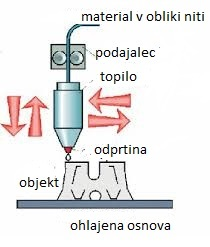 material v obliki niti
podajalec
topilo
odprtina
objekt
ohlajena osnova